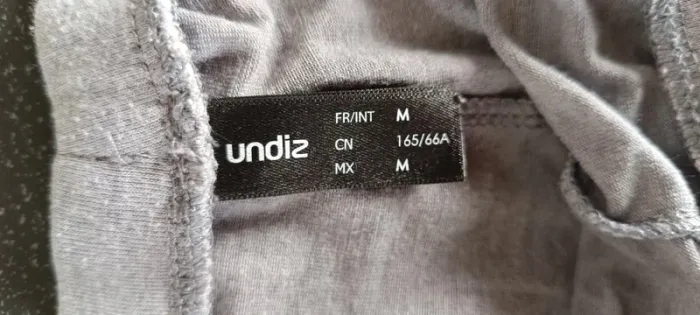 undiz
FR/INT M
CN 165/66A
MX M